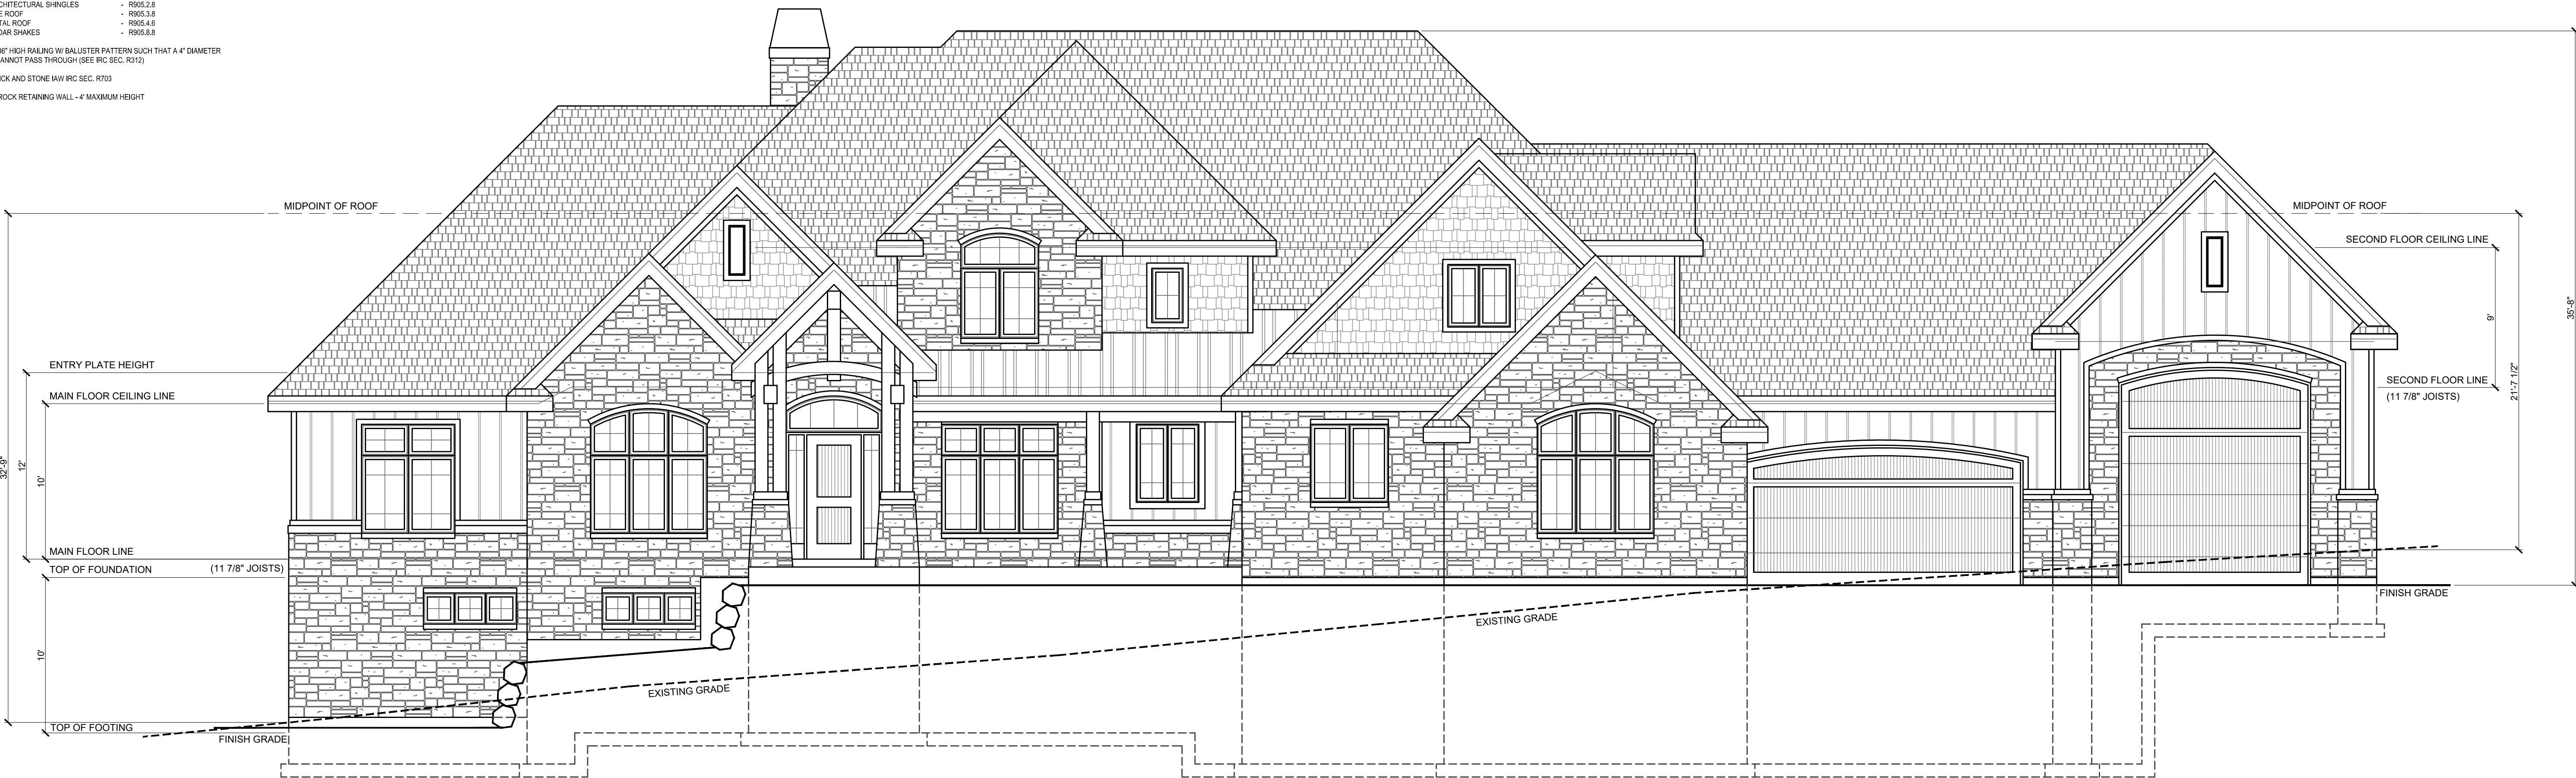 CHITECTURAL SHINGLES - R905.2.8
E ROOF - R905.3.8
TAL ROOF - R905.4.6
DAR SHAKES - R905.8.8
36" HIGH RAILING W/ BALUSTER PATTERN SUCH THAT A 4" DIAMETER
ANNOT PASS THROUGH (SEE IRC SEC. R312)
ICK AND STONE IAW IRC SEC. R703
ROCK RETAINING WALL - 4' MAXIMUM HEIGHT
MIDPOINT OF ROOF
MIDPOINT OF ROOF
SECOND FLOOR CEILING LINE
35'-8"
9'
ENTRY PLATE HEIGHT
SECOND FLOOR LINE
(11 7/8" JOISTS)
21'-7 1/2"
MAIN FLOOR CEILING LINE
32'-9"
12'
10'
MAIN FLOOR LINE
TOP OF FOUNDATION (11 7/8" JOISTS)
FINISH GRADE
EXISTING GRADE
10'
EXISTING GRADE
TOP OF FOOTING
FINISH GRADE